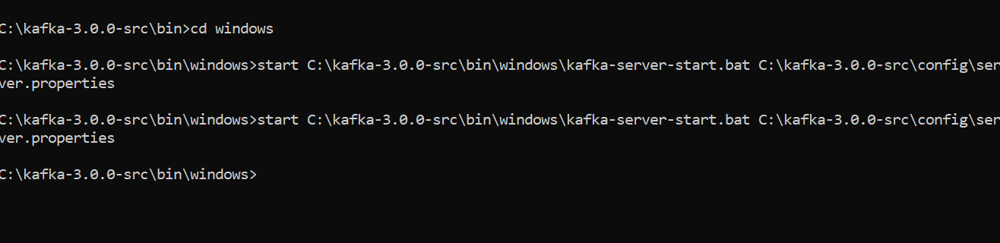 C:\kafka-3.0.0-src\bin>cd windows
C:\kafka-3.0.0-src\bin\windows>start C:\kafka-3.0.0-src\bin\windows\kafka-server-start.bat C:\kafka-3.0.0-src\config\ser
ver.properties
C:\kafka-3.0.0-src\bin\windows>start C:\kafka-3.0.0-src\bin\windows\kafka-server-start.bat C:\kafka-3.0.0-src\config\ser
ver.properties
C:\kafka-3.0.0-src\bin\windows>